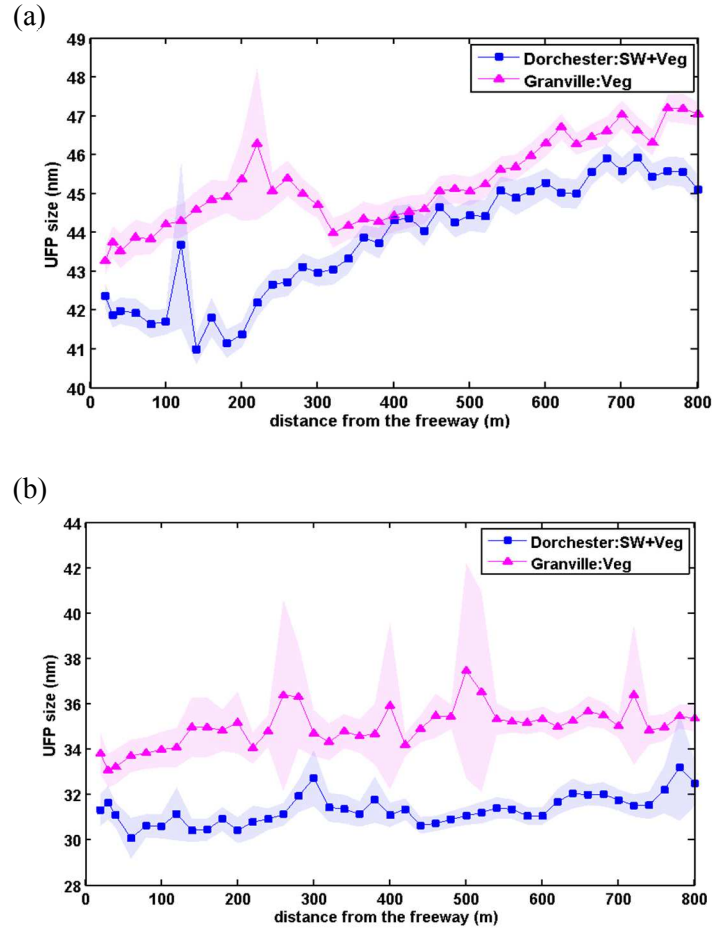 (a)
49
48
47
46
45
44
43
42
41
40
UFP size (nm)
Dorchester:SW+Veg
Granville:Veg
0 100 200 300 400 500 600 700 800
distance from the freeway (m)
(b)
44
42
40
38
36
34
32
30
28
UFP size (nm)
Dorchester:SW+Veg
Granville:Veg
0 100 200 300 400 500 600 700 800
distance from the freeway (m)